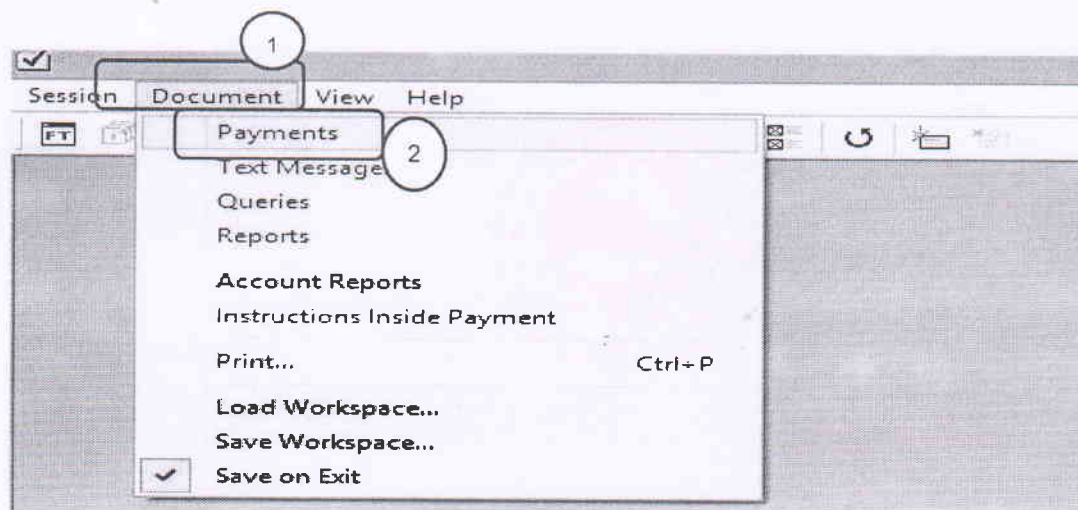 1
Session Document View Help
FT
Payments
2
Text Message
Queries
Reports
Account Reports
Instructions Inside Payment
Print... Ctrl+P
Load Workspace...
Save Workspace...
Save on Exit